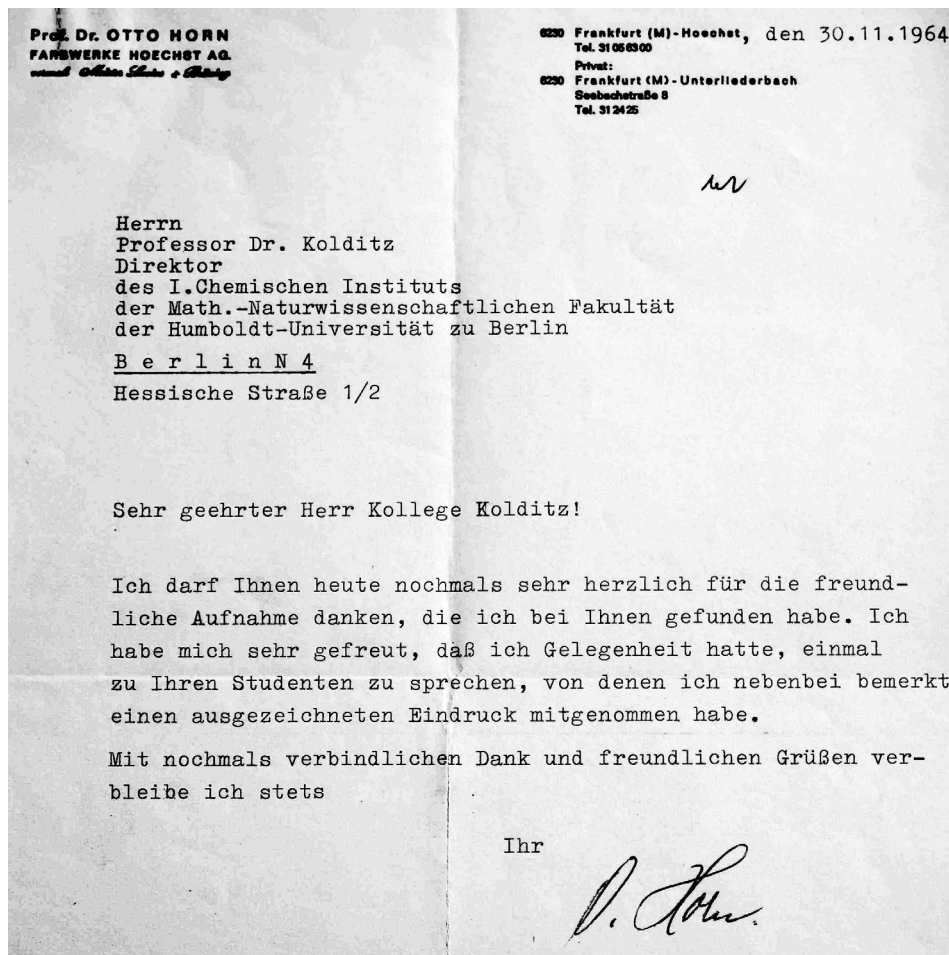 Prof. Dr. OTTO HORN
FARBWERKE HOECHST AG.
vormals Meister Lucius & Brüning
6230 Frankfurt (M)-Hoechst, den 30.11.1964
Tel. 31056300
Privat:
6230 Frankfurt (M)-Unterliederbach
Seebachstraße 8
Tel. 312425
Herrn
Professor Dr. Kolditz
Direktor
des I.Chemischen Instituts
der Math.-Naturwissenschaftlichen Fakultät
der Humboldt-Universität zu Berlin
B e r l i n N 4
Hessische Straße 1/2
Sehr geehrter Herr Kollege Kolditz!
Ich darf Ihnen heute nochmals sehr herzlich für die freund-
liche Aufnahme danken, die ich bei Ihnen gefunden habe. Ich
habe mich sehr gefreut, daß ich Gelegenheit hatte, einmal
zu Ihren Studenten zu sprechen, von denen ich nebenbei bemerkt
einen ausgezeichneten Eindruck mitgenommen habe.
Mit nochmals verbindlichen Dank und freundlichen Grüßen ver-
bleibe ich stets
Ihr
O. Horn.